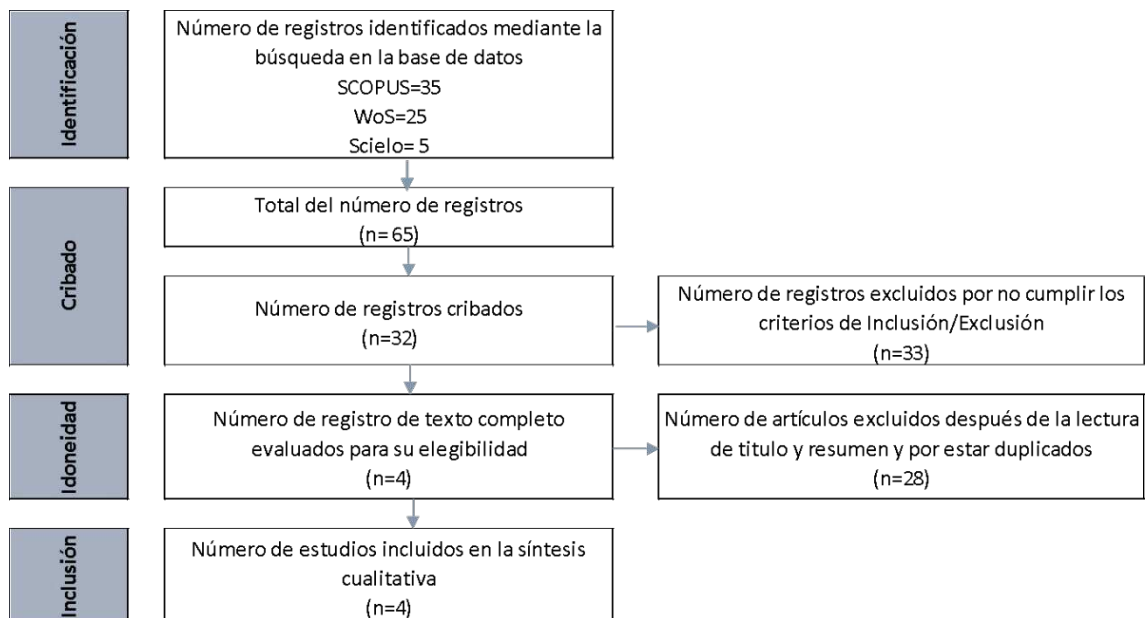 Identificación
Número de registros identificados mediante la
búsqueda en la base de datos
SCOPUS=35
WoS=25
Scielo= 5
Cribado
Total del número de registros
(n= 65)
Número de registros cribados
(n=32)
Número de registros excluidos por no cumplir los
criterios de Inclusión/Exclusión
(n=33)
Idoneidad
Número de registro de texto completo
evaluados para su elegibilidad
(n=4)
Número de artículos excluidos después de la lectura
de titulo y resumen y por estar duplicados
(n=28)
Inclusión
Número de estudios incluidos en la síntesis
cualitativa
(n=4)